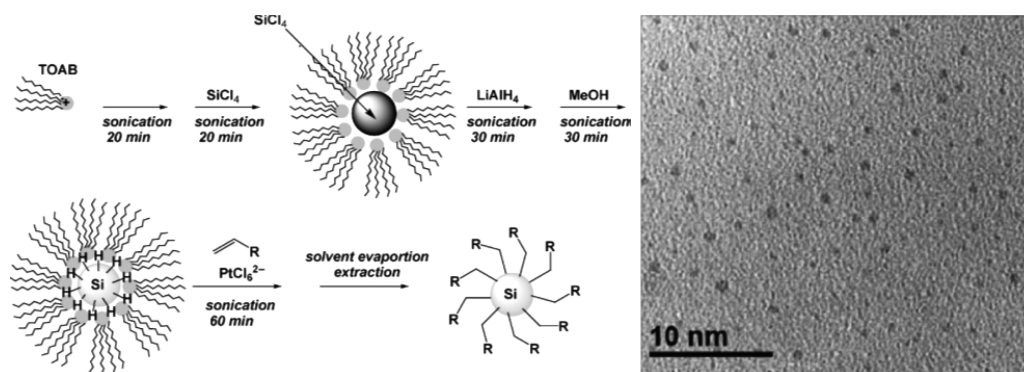 SiCl4
TOAB
+
sonication
20 min
SiCl4
sonication
20 min
LiAlH4
sonication
30 min
MeOH
sonication
30 min
H H H H H H H H H H
Si
R
PtCl6 2−
sonication
60 min
solvent evaportion
extraction
R R R R R R R R
Si
10 nm